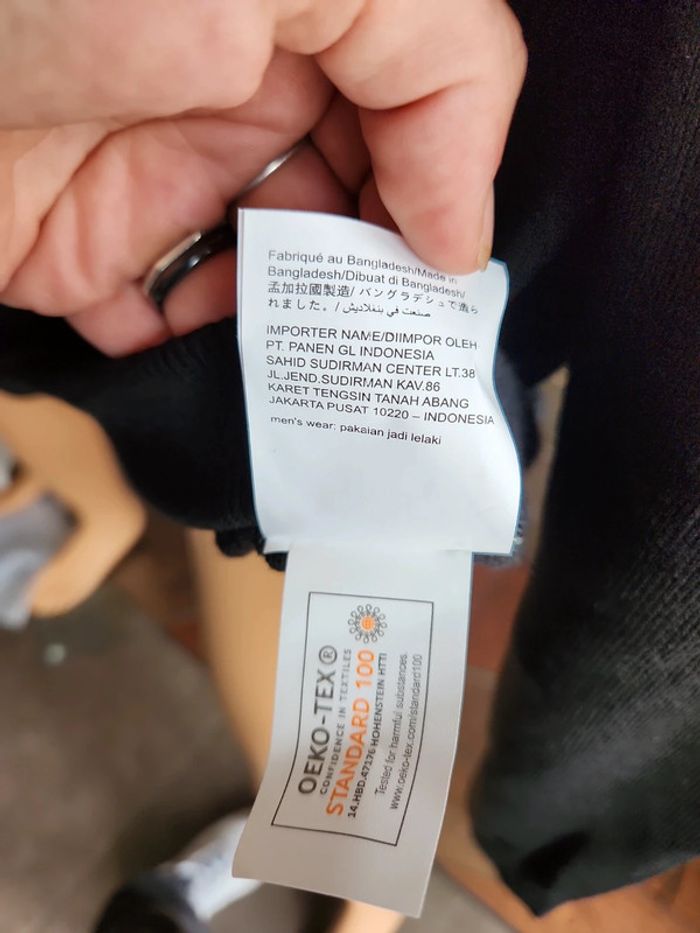 Fabriqué au Bangladesh/Made in
Bangladesh/Dibuat di Bangladesh/
孟加拉國製造/ バングラデシュで造ら
れました。/ صنعت في بنغلاديش
IMPORTER NAME/DIIMPOR OLEH
PT. PANEN GL INDONESIA
SAHID SUDIRMAN CENTER LT.38
JL.JEND.SUDIRMAN KAV.86
KARET TENGSIN TANAH ABANG
JAKARTA PUSAT 10220 – INDONESIA
men's wear: pakaian jadi lelaki
OEKO-TEX®
CONFIDENCE IN TEXTILES
STANDARD 100
14.HBD.47176 HOHENSTEIN HTTI
Tested for harmful substances.
www.oeko-tex.com/standard100